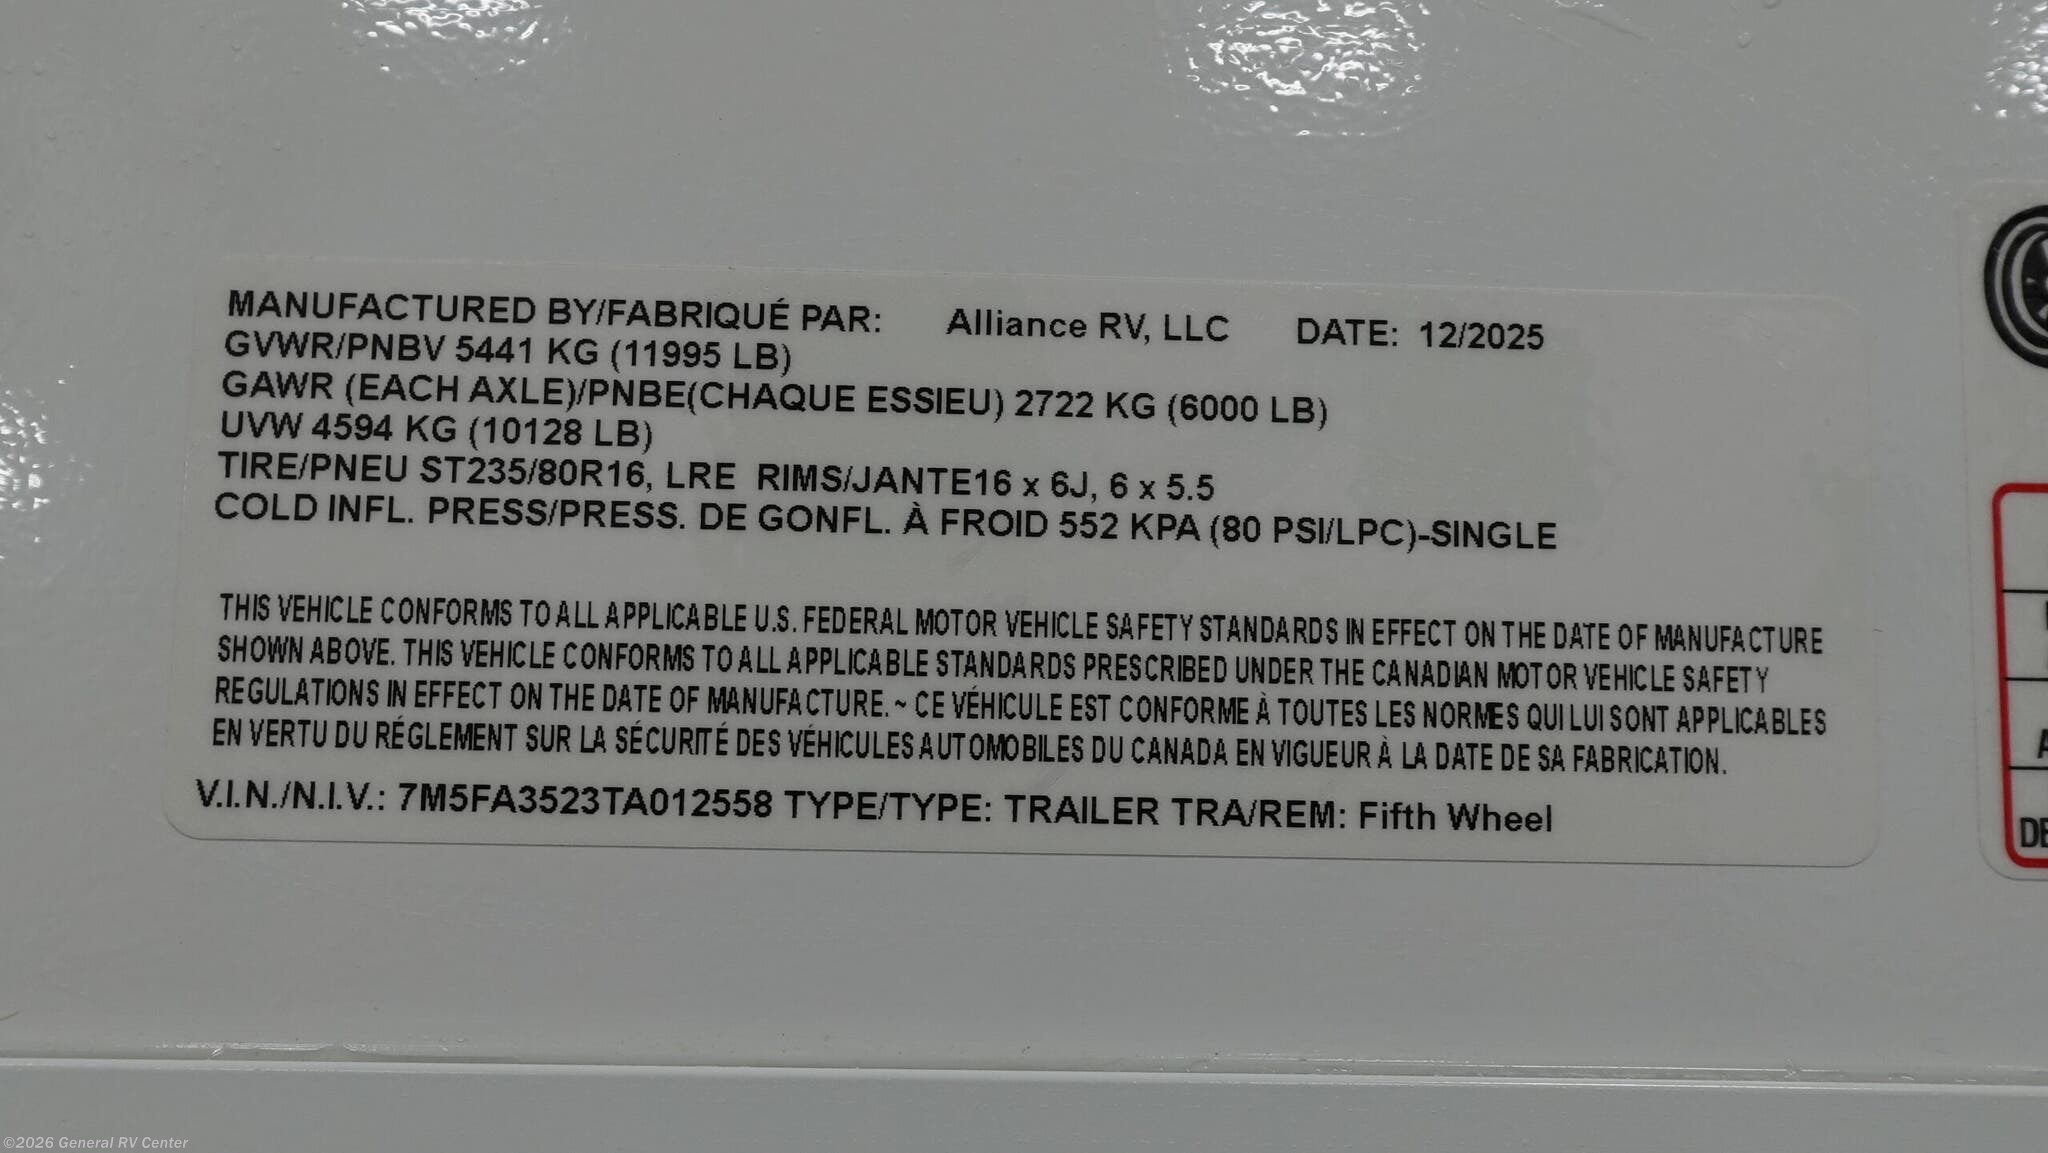 MANUFACTURED BY/FABRIQUÉ PAR: Alliance RV, LLC DATE: 12/2025
GVWR/PNBV 5441 KG (11995 LB)
GAWR (EACH AXLE)/PNBE(CHAQUE ESSIEU) 2722 KG (6000 LB)
UVW 4594 KG (10128 LB)
TIRE/PNEU ST235/80R16, LRE RIMS/JANTE16 x 6J, 6 x 5.5
COLD INFL. PRESS/PRESS. DE GONFL. À FROID 552 KPA (80 PSI/LPC)-SINGLE
THIS VEHICLE CONFORMS TO ALL APPLICABLE U.S. FEDERAL MOTOR VEHICLE SAFETY STANDARDS IN EFFECT ON THE DATE OF MANUFACTURE
SHOWN ABOVE. THIS VEHICLE CONFORMS TO ALL APPLICABLE STANDARDS PRESCRIBED UNDER THE CANADIAN MOTOR VEHICLE SAFETY
REGULATIONS IN EFFECT ON THE DATE OF MANUFACTURE. ~ CE VÉHICULE EST CONFORME À TOUTES LES NORMES QUI LUI SONT APPLICABLES
EN VERTU DU RÉGLEMENT SUR LA SÉCURITÉ DES VÉHICULES AUTOMOBILES DU CANADA EN VIGUEUR À LA DATE DE SA FABRICATION.
V.I.N./N.I.V.: 7M5FA3523TA012558 TYPE/TYPE: TRAILER TRA/REM: Fifth Wheel
©2026 General RV Center